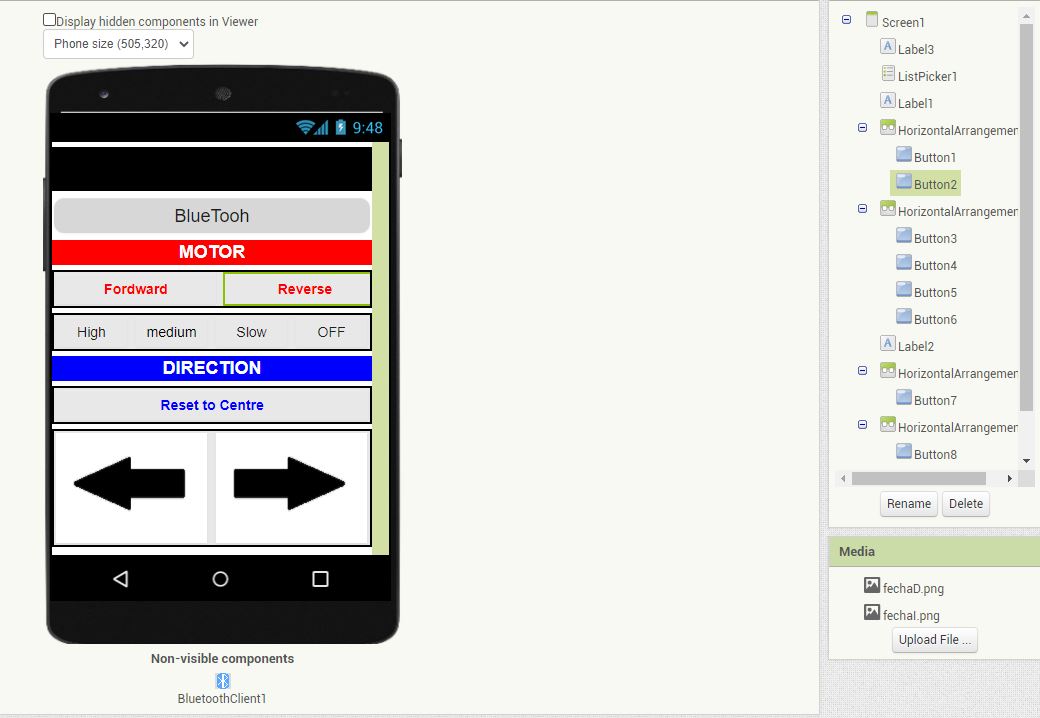 Display hidden components in Viewer
Phone size (505,320)
9:48
BlueTooh
MOTOR
Fordward Reverse
High medium Slow OFF
DIRECTION
Reset to Centre
Non-visible components
BluetoothClient1
Screen1
Label3
ListPicker1
Label1
HorizontalArrangemen
Button1
Button2
HorizontalArrangemen
Button3
Button4
Button5
Button6
Label2
HorizontalArrangemen
Button7
HorizontalArrangemen
Button8
Rename Delete
Media
fechaD.png
fechaI.png
Upload File ...